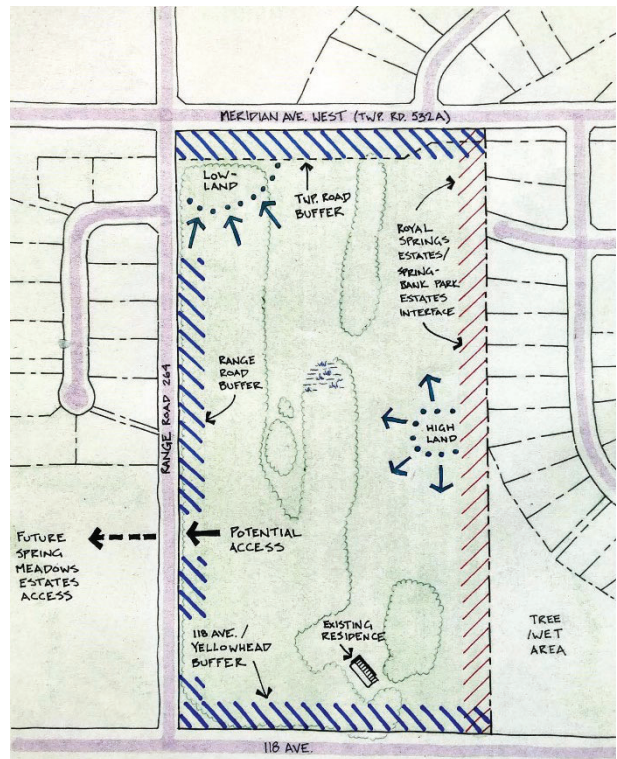 MERIDIAN AVE. WEST (TWP. RD. 532A)
LOW-
LAND
TWP. ROAD
BUFFER
ROYAL
SPRINGS
ESTATES/
SPRING-
BANK PARK
ESTATES
INTERFACE
RANGE
ROAD
BUFFER
RANGE ROAD 264
HIGH
LAND
FUTURE
SPRING
MEADOWS
ESTATES
ACCESS
POTENTIAL
ACCESS
118 AVE./
YELLOWHEAD
BUFFER
EXISTING
RESIDENCE
TREE
/WET
AREA
118 AVE.